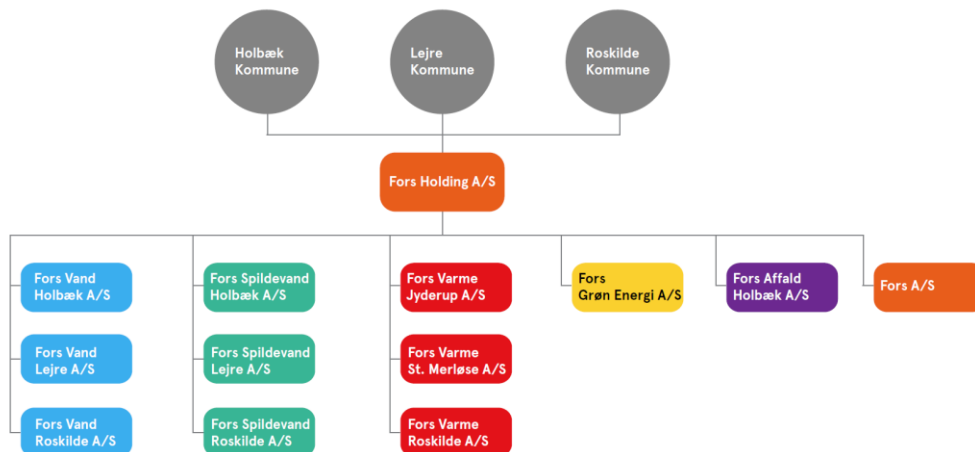 Holbæk
Kommune
Lejre
Kommune
Roskilde
Kommune
Fors Holding A/S
Fors Vand
Holbæk A/S
Fors Spildevand
Holbæk A/S
Fors Varme
Jyderup A/S
Fors
Grøn Energi A/S
Fors Affald
Holbæk A/S
Fors A/S
Fors Vand
Lejre A/S
Fors Spildevand
Lejre A/S
Fors Varme
St. Merløse A/S
Fors Vand
Roskilde A/S
Fors Spildevand
Roskilde A/S
Fors Varme
Roskilde A/S